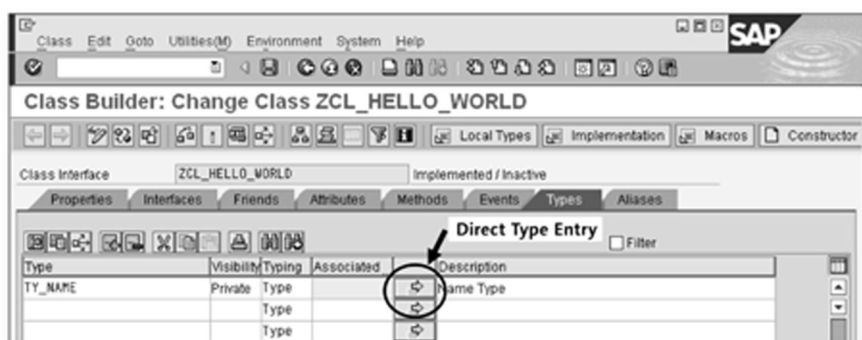 Class Edit Goto Utilities(M) Environment System Help
SAP
Class Builder: Change Class ZCL_HELLO_WORLD
Local Types Implementation Macros Constructor
Class Interface ZCL_HELLO_WORLD Implemented / Inactive
Properties Interfaces Friends Attributes Methods Events Types Aliases
Direct Type Entry
Filter
Type Visibility Typing Associated Description
TY_NAME Private Type Name Type
Type
Type